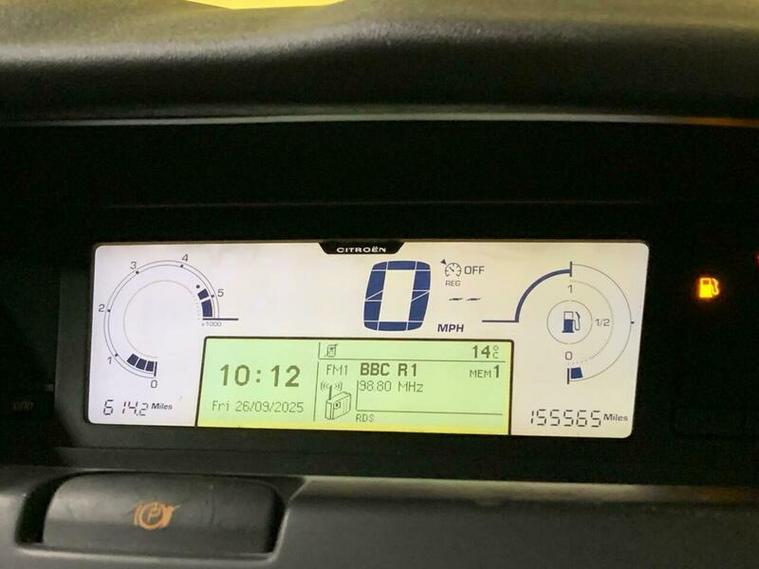 CITROËN
4
3
5
2
x1000
1
0
614.2 Miles
0
MPH
OFF
REG
--
1
1/2
0
155565 Miles
14°C
10:12
Fri 26/09/2025
FM1 BBC R1 MEM1
98.80 MHz
RDS
P